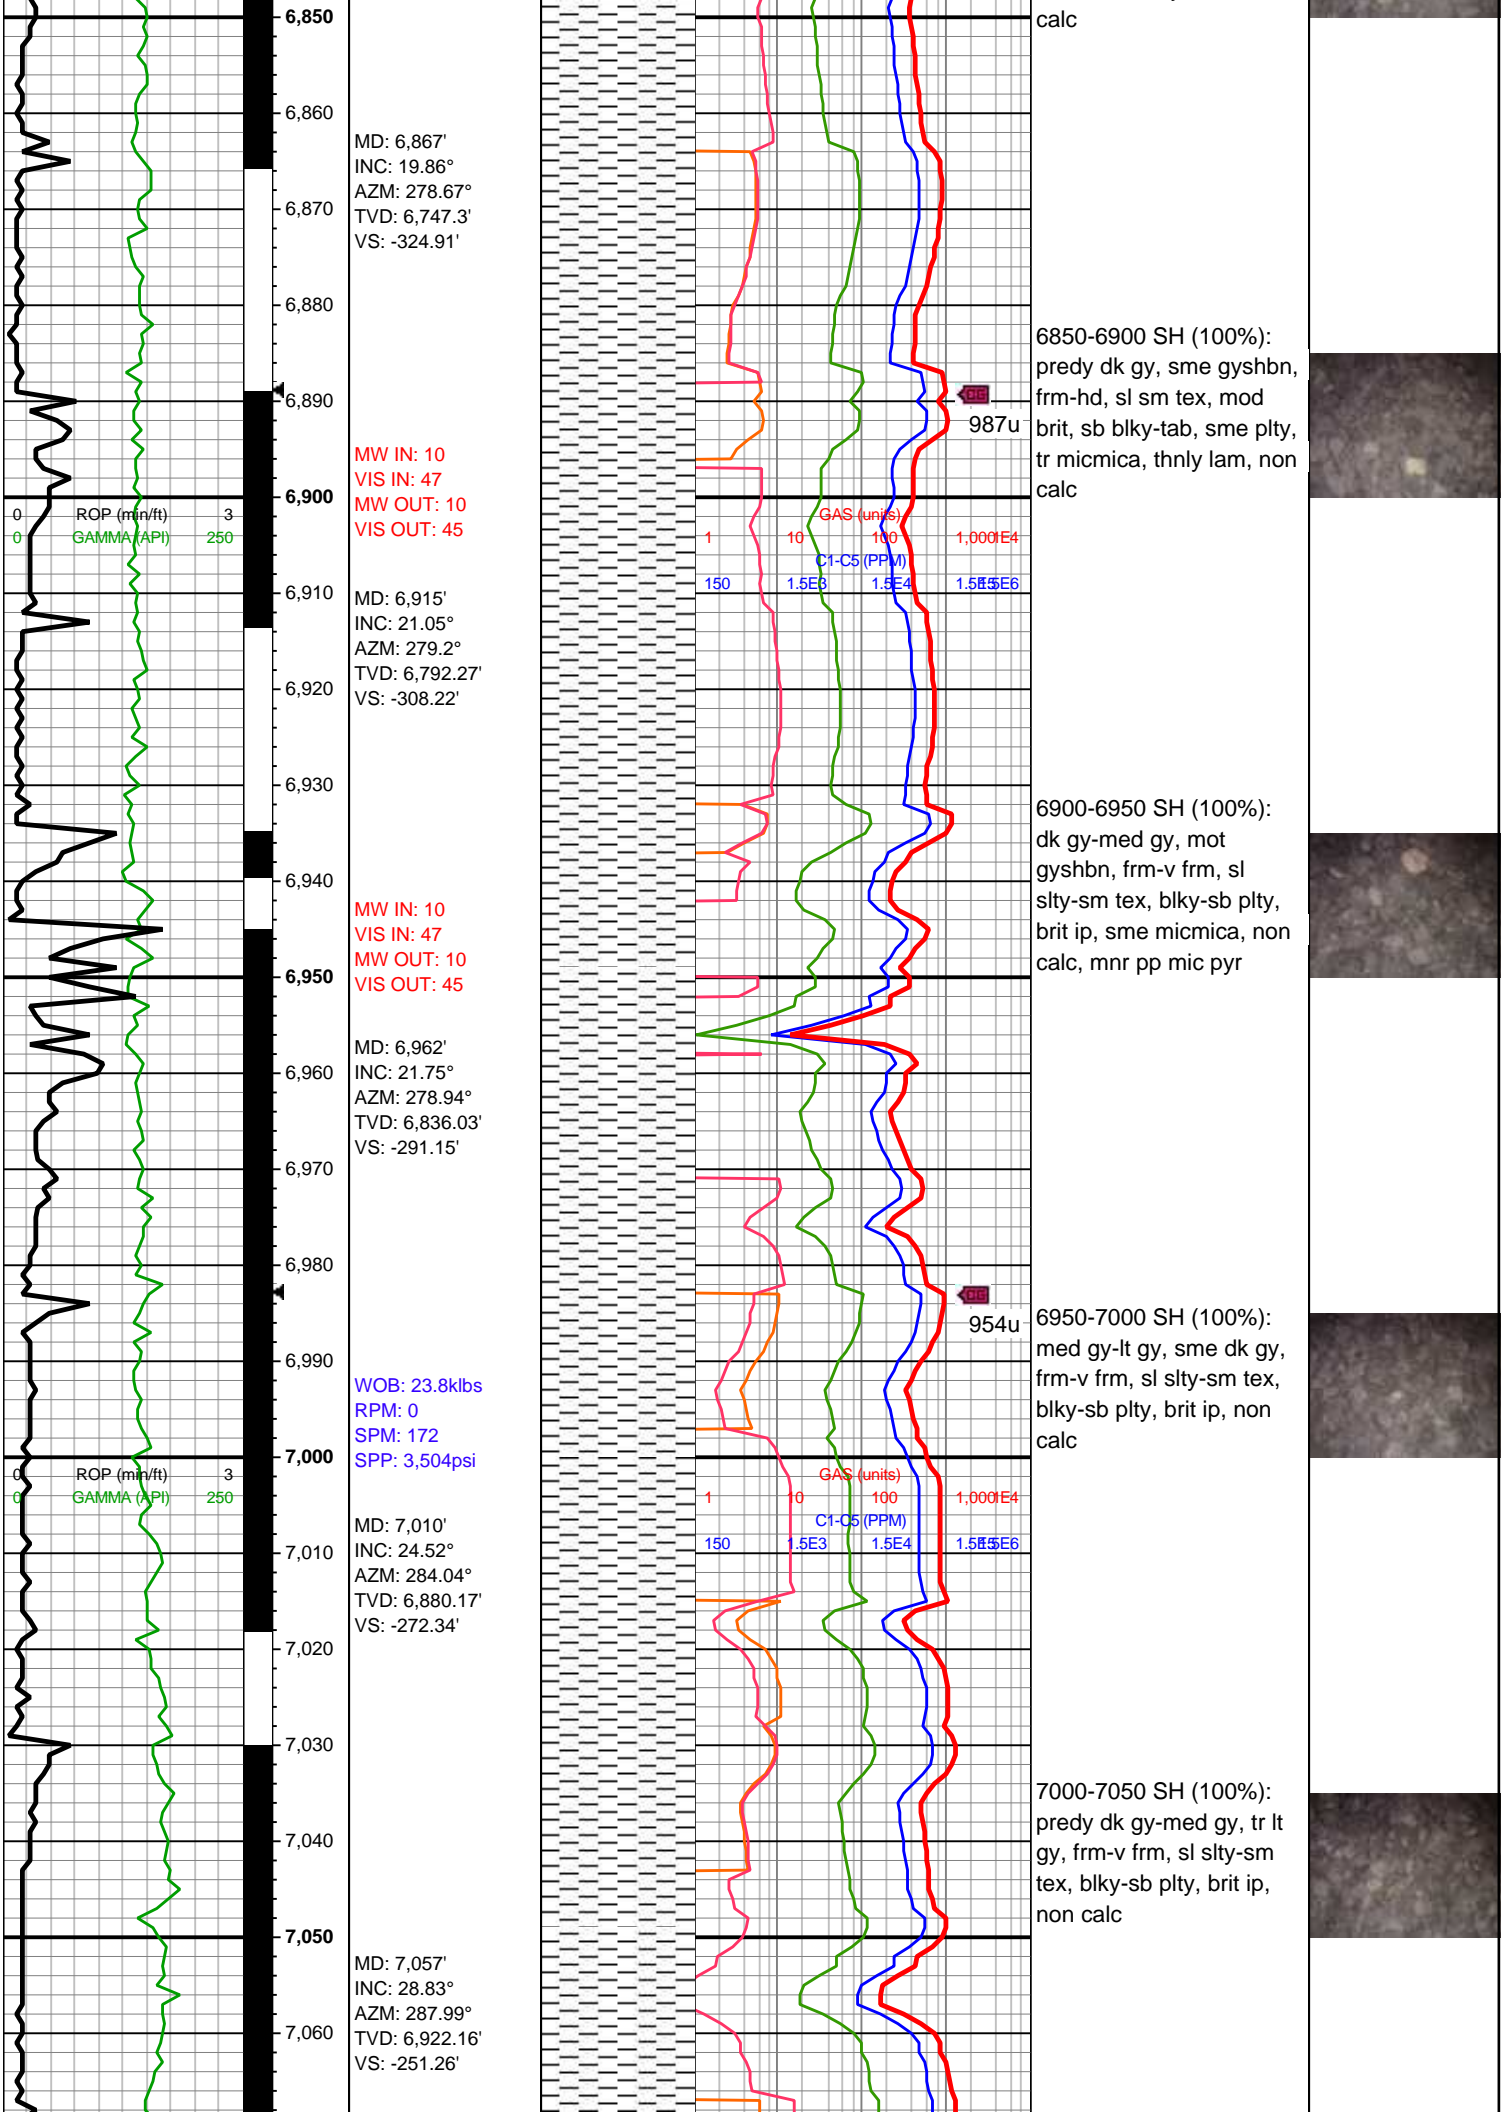 6,850
calc
6,860
MD: 6,867'
INC: 19.86°
AZM: 278.67°
TVD: 6,747.3'
VS: -324.91'
6,870
6,880
6850-6900 SH (100%):
predy dk gy, sme gyshbn,
frm-hd, sl sm tex, mod
brit, sb blky-tab, sme plty,
tr micmica, thnly lam, non
calc
6,890
DG
987u
MW IN: 10
VIS IN: 47
MW OUT: 10
VIS OUT: 45
6,900
0 ROP (min/ft) 3
0 GAMMA (API) 250
GAS (units)
1 10 100 1,000 1E4
C1-C5 (PPM)
150 1.5E3 1.5E4 1.5E5 1.5E6
6,910
MD: 6,915'
INC: 21.05°
AZM: 279.2°
TVD: 6,792.27'
VS: -308.22'
6,920
6,930
6900-6950 SH (100%):
dk gy-med gy, mot
gyshbn, frm-v frm, sl
slty-sm tex, blky-sb plty,
brit ip, sme micmica, non
calc, mnr pp mic pyr
6,940
MW IN: 10
VIS IN: 47
MW OUT: 10
VIS OUT: 45
6,950
MD: 6,962'
INC: 21.75°
AZM: 278.94°
TVD: 6,836.03'
VS: -291.15'
6,960
6,970
6,980
DG
954u
6950-7000 SH (100%):
med gy-lt gy, sme dk gy,
frm-v frm, sl slty-sm tex,
blky-sb plty, brit ip, non
calc
6,990
WOB: 23.8klbs
RPM: 0
SPM: 172
SPP: 3,504psi
7,000
0 ROP (min/ft) 3
0 GAMMA (API) 250
GAS (units)
1 10 100 1,000 1E4
C1-C5 (PPM)
150 1.5E3 1.5E4 1.5E5 1.5E6
MD: 7,010'
INC: 24.52°
AZM: 284.04°
TVD: 6,880.17'
VS: -272.34'
7,010
7,020
7,030
7000-7050 SH (100%):
predy dk gy-med gy, tr lt
gy, frm-v frm, sl slty-sm
tex, blky-sb plty, brit ip,
non calc
7,040
7,050
MD: 7,057'
INC: 28.83°
AZM: 287.99°
TVD: 6,922.16'
VS: -251.26'
7,060